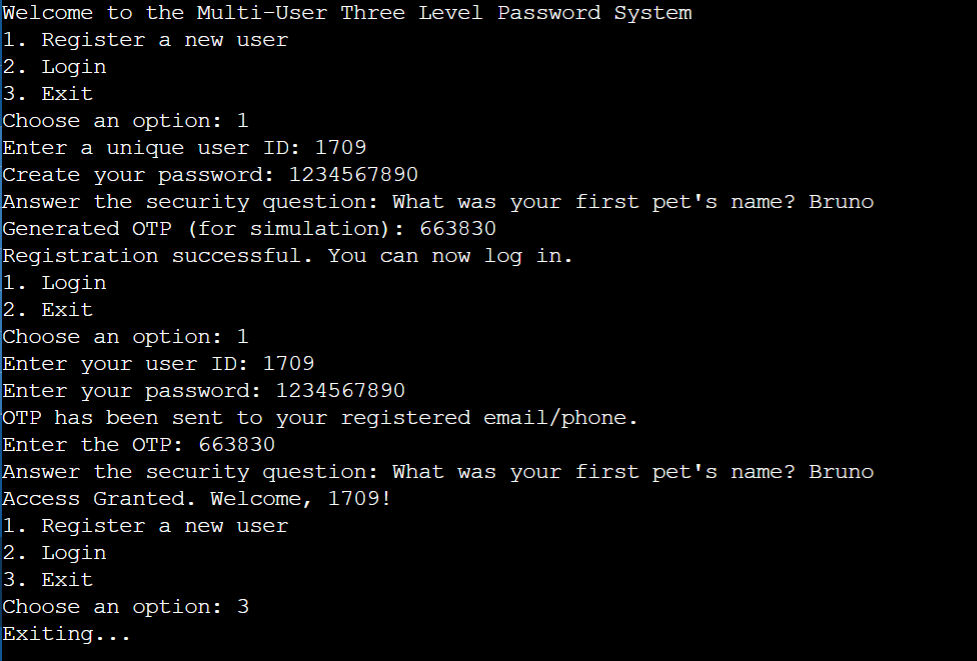 Welcome to the Multi-User Three Level Password System
1. Register a new user
2. Login
3. Exit
Choose an option: 1
Enter a unique user ID: 1709
Create your password: 1234567890
Answer the security question: What was your first pet's name? Bruno
Generated OTP (for simulation): 663830
Registration successful. You can now log in.
1. Login
2. Exit
Choose an option: 1
Enter your user ID: 1709
Enter your password: 1234567890
OTP has been sent to your registered email/phone.
Enter the OTP: 663830
Answer the security question: What was your first pet's name? Bruno
Access Granted. Welcome, 1709!
1. Register a new user
2. Login
3. Exit
Choose an option: 3
Exiting...